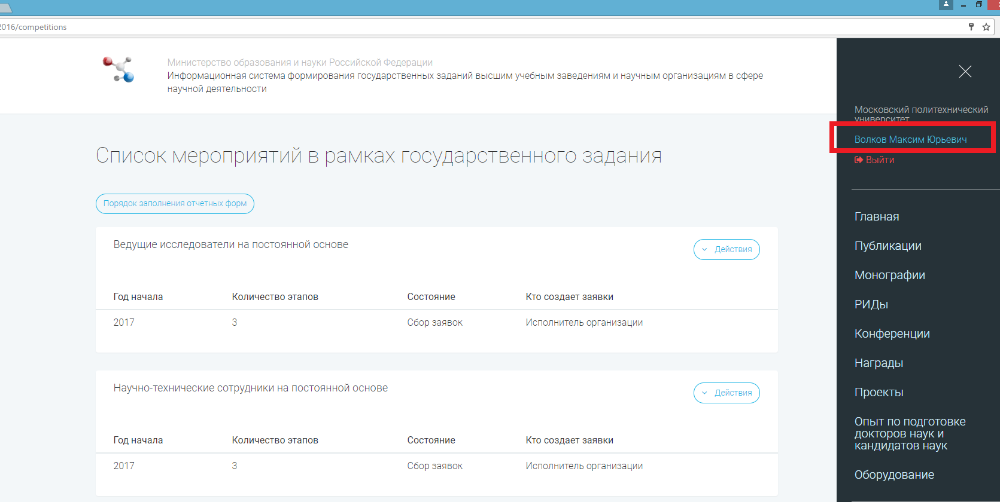 2016/competitions
Министерство образования и науки Российской Федерации
Информационная система формирования государственных заданий высшим учебным заведениям и научным организациям в сфере
научной деятельности
Московский политехнический
университет
Волков Максим Юрьевич
Выйти
Список мероприятий в рамках государственного задания
Порядок заполнения отчетных форм
Ведущие исследователи на постоянной основе
Действия
Год начала Количество этапов Состояние Кто создает заявки
2017 3 Сбор заявок Исполнитель организации
Научно-технические сотрудники на постоянной основе
Действия
Год начала Количество этапов Состояние Кто создает заявки
2017 3 Сбор заявок Исполнитель организации
Главная
Публикации
Монографии
РИДы
Конференции
Награды
Проекты
Опыт по подготовке
докторов наук и
кандидатов наук
Оборудование